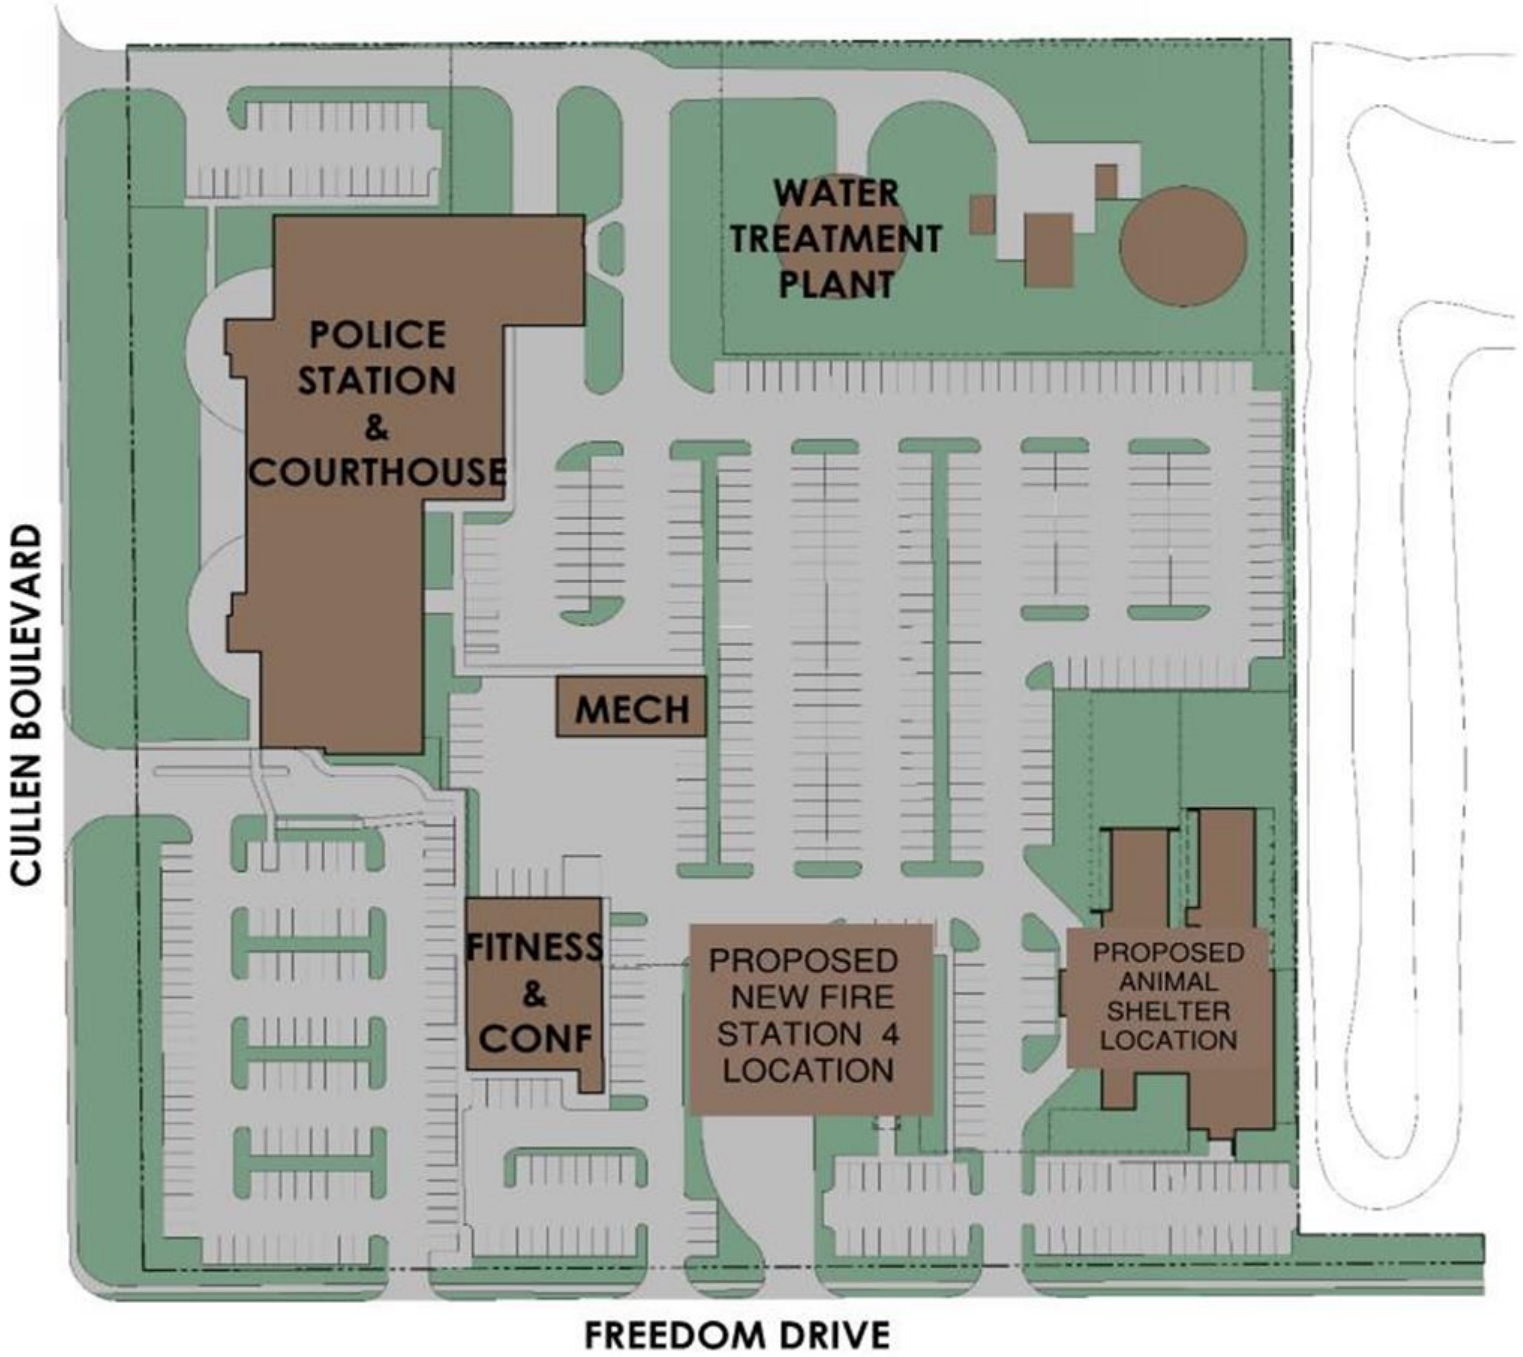 WATER
TREATMENT
PLANT
POLICE
STATION
&
COURTHOUSE
CULLEN BOULEVARD
MECH
FITNESS
&
CONF
PROPOSED
NEW FIRE
STATION 4
LOCATION
PROPOSED
ANIMAL
SHELTER
LOCATION
FREEDOM DRIVE